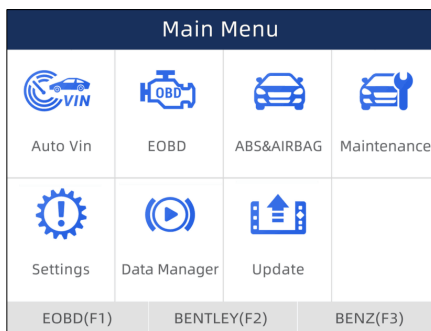 Main Menu
VIN
OBD
Auto Vin EOBD ABS&AIRBAG Maintenance
Settings Data Manager Update
EOBD(F1) BENTLEY(F2) BENZ(F3)